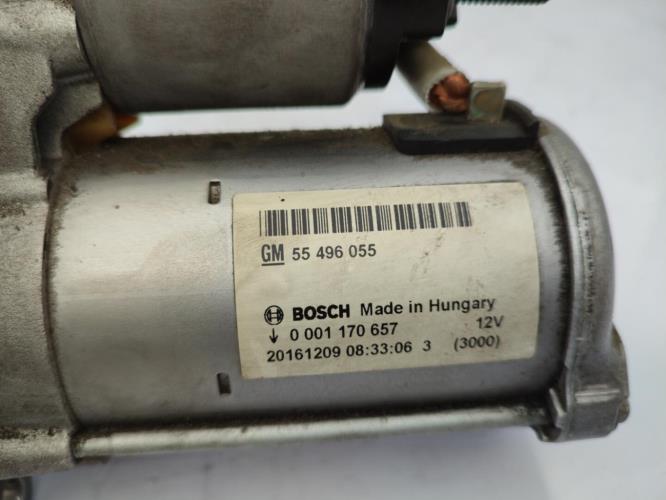 GM 55 496 055
BOSCH Made in Hungary
0 001 170 657 12V
20161209 08:33:06 3 (3000)